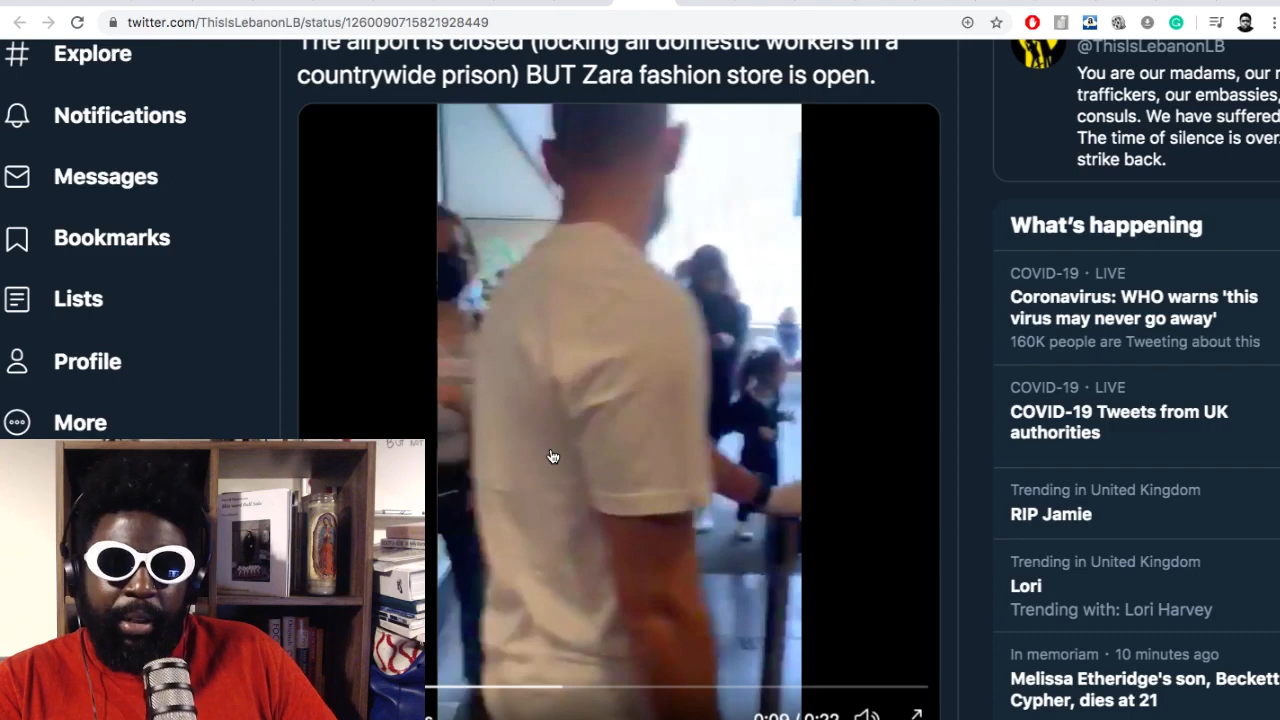 twitter.com/ThisIsLebanonLB/status/1260090715821928449
Explore
Notifications
Messages
Bookmarks
Lists
Profile
More
The airport is closed (locking all domestic workers in a
countrywide prison) BUT Zara fashion store is open.
0:09 / 0:22
@ThisIsLebanonLB
You are our madams, our
traffickers, our embassies,
consuls. We have suffered
The time of silence is over.
strike back.
What's happening
COVID-19 · LIVE
Coronavirus: WHO warns 'this
virus may never go away'
160K people are Tweeting about this
COVID-19 · LIVE
COVID-19 Tweets from UK
authorities
Trending in United Kingdom
RIP Jamie
Trending in United Kingdom
Lori
Trending with: Lori Harvey
In memoriam · 10 minutes ago
Melissa Etheridge's son, Beckett
Cypher, dies at 21